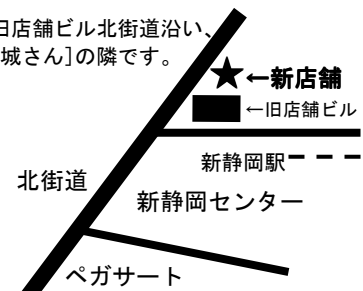 旧店舗ビル北街道沿い、
城さん]の隣です。
←新店舗
←旧店舗ビル
新静岡駅
北街道
新静岡センター
ペガサート